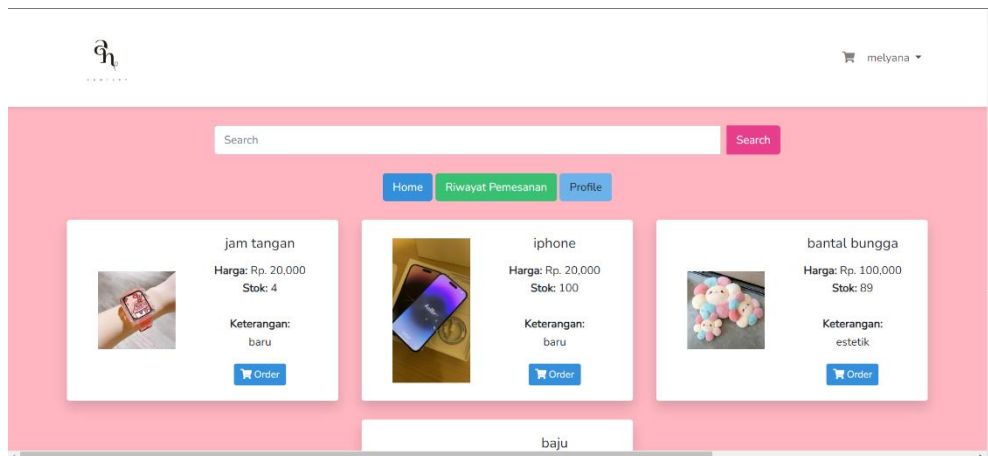 melyana
Search
Search
Home
Riwayat Pemesanan
Profile
jam tangan
Harga: Rp. 20,000
Stok: 4
Keterangan:
baru
Order
iphone
Harga: Rp. 20,000
Stok: 100
Keterangan:
baru
Order
bantal bungga
Harga: Rp. 100,000
Stok: 89
Keterangan:
estetik
Order
baju